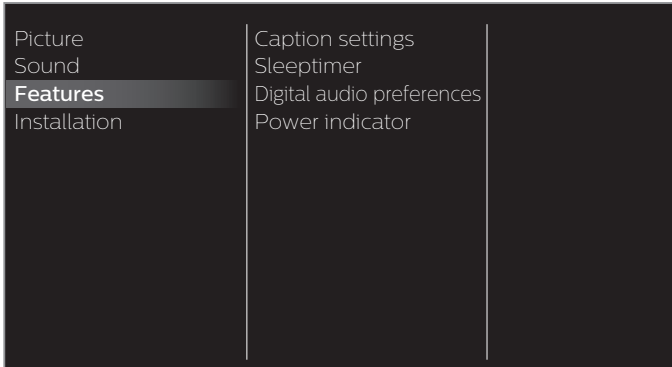 Picture
Sound
Features
Installation
Caption settings
Sleeptimer
Digital audio preferences
Power indicator